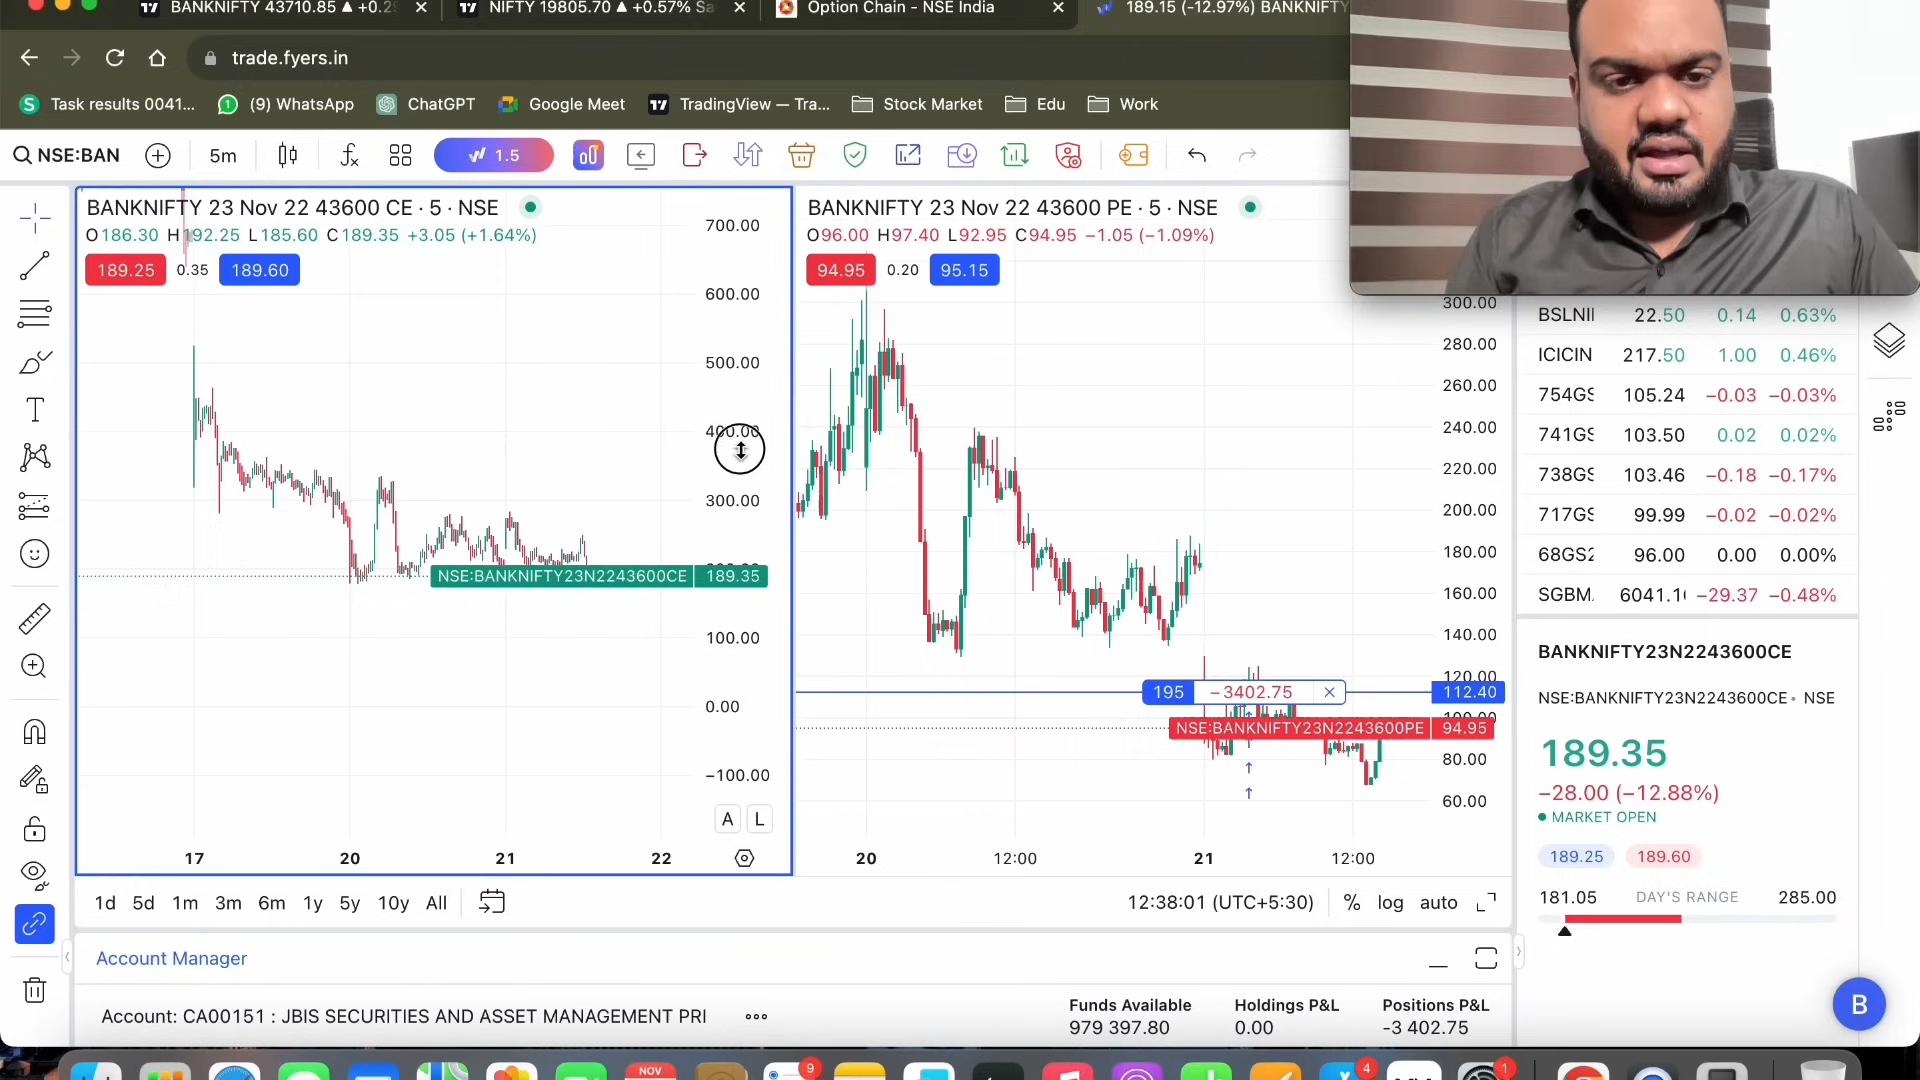 BANKNIFTY 43710.85 ▲ +0.2
NIFTY 19805.70 ▲ +0.57% Sa
Option Chain - NSE India
189.15 (-12.97%) BANKNIFTY
trade.fyers.in
Task results 0041...
(9) WhatsApp
ChatGPT
Google Meet
TradingView — Tra...
Stock Market
Edu
Work
NSE:BAN
5m
1.5
BANKNIFTY 23 Nov 22 43600 CE · 5 · NSE
O186.30 H192.25 L185.60 C189.35 +3.05 (+1.64%)
189.25 0.35 189.60
700.00
600.00
500.00
400.00
300.00
100.00
0.00
−100.00
NSE:BANKNIFTY23N2243600CE 189.35
A L
17 20 21 22
BANKNIFTY 23 Nov 22 43600 PE · 5 · NSE
O96.00 H97.40 L92.95 C94.95 −1.05 (−1.09%)
94.95 0.20 95.15
300.00
280.00
260.00
240.00
220.00
200.00
180.00
160.00
140.00
120.00
195 −3402.75 112.40
NSE:BANKNIFTY23N2243600PE 94.95
80.00
60.00
20 12:00 21 12:00
BSLNI 22.50 0.14 0.63%
ICICIN 217.50 1.00 0.46%
754GS 105.24 −0.03 −0.03%
741GS 103.50 0.02 0.02%
738GS 103.46 −0.18 −0.17%
717GS 99.99 −0.02 −0.02%
68GS2 96.00 0.00 0.00%
SGBM 6041.1 −29.37 −0.48%
BANKNIFTY23N2243600CE
NSE:BANKNIFTY23N2243600CE • NSE
189.35
−28.00 (−12.88%)
MARKET OPEN
189.25 189.60
181.05 DAY'S RANGE 285.00
1d 5d 1m 3m 6m 1y 5y 10y All
12:38:01 (UTC+5:30) % log auto
Account Manager
Account: CA00151 : JBIS SECURITIES AND ASSET MANAGEMENT PRI
Funds Available
979 397.80
Holdings P&L
0.00
Positions P&L
-3 402.75
B
NOV
9
4
1